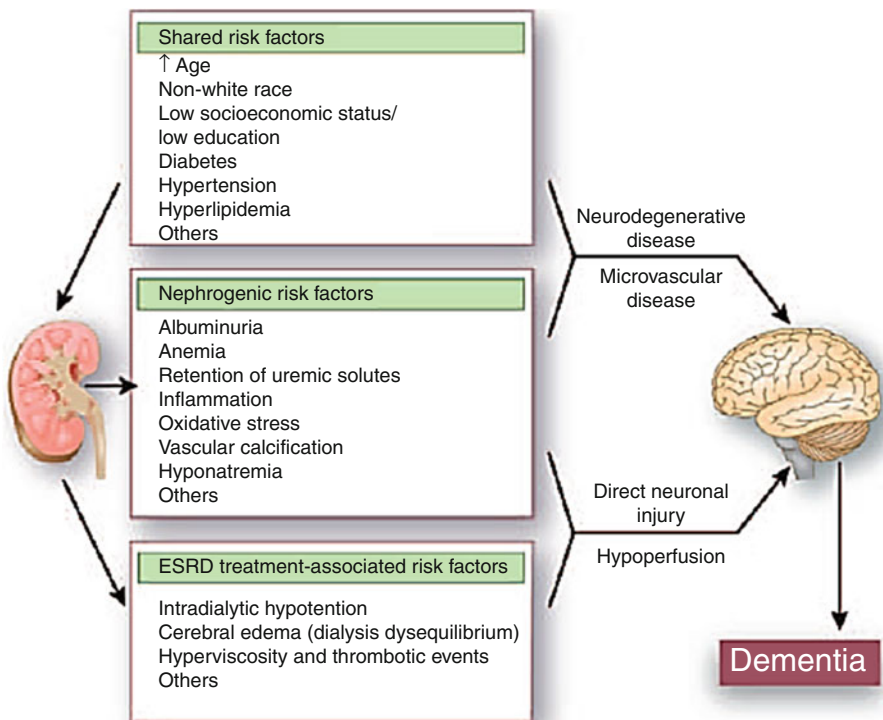 Shared risk factors
↑ Age
Non-white race
Low socioeconomic status/
low education
Diabetes
Hypertension
Hyperlipidemia
Others
Nephrogenic risk factors
Albuminuria
Anemia
Retention of uremic solutes
Inflammation
Oxidative stress
Vascular calcification
Hyponatremia
Others
ESRD treatment-associated risk factors
Intradialytic hypotention
Cerebral edema (dialysis dysequilibrium)
Hyperviscosity and thrombotic events
Others
Neurodegenerative
disease
Microvascular
disease
Direct neuronal
injury
Hypoperfusion
Dementia